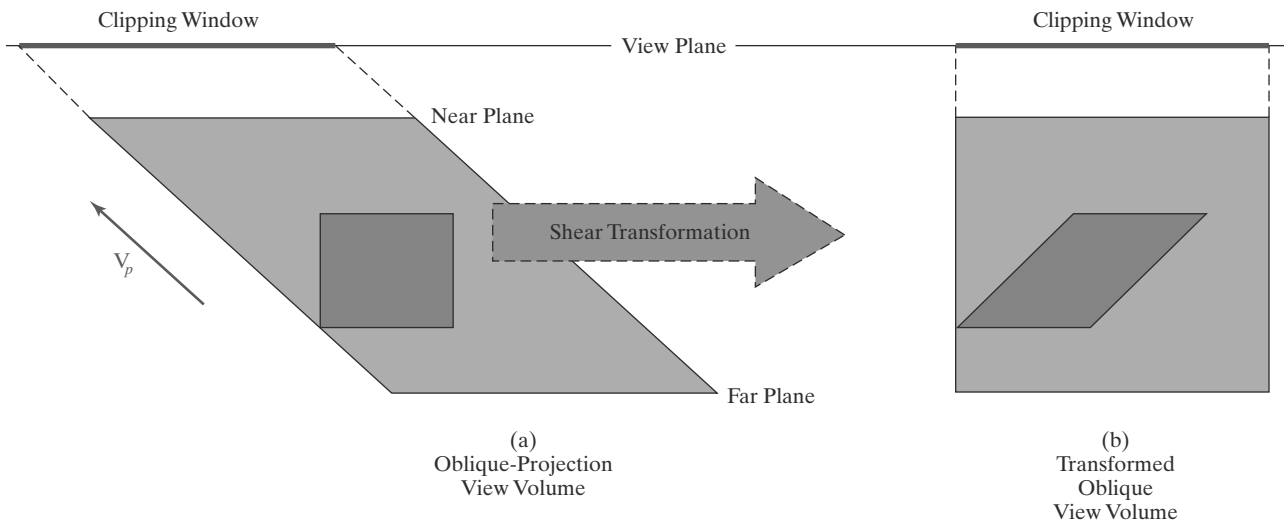 Clipping Window
Clipping Window
View Plane
Near Plane
Shear Transformation
Vp
Far Plane
(a)
Oblique-Projection
View Volume
(b)
Transformed
Oblique
View Volume